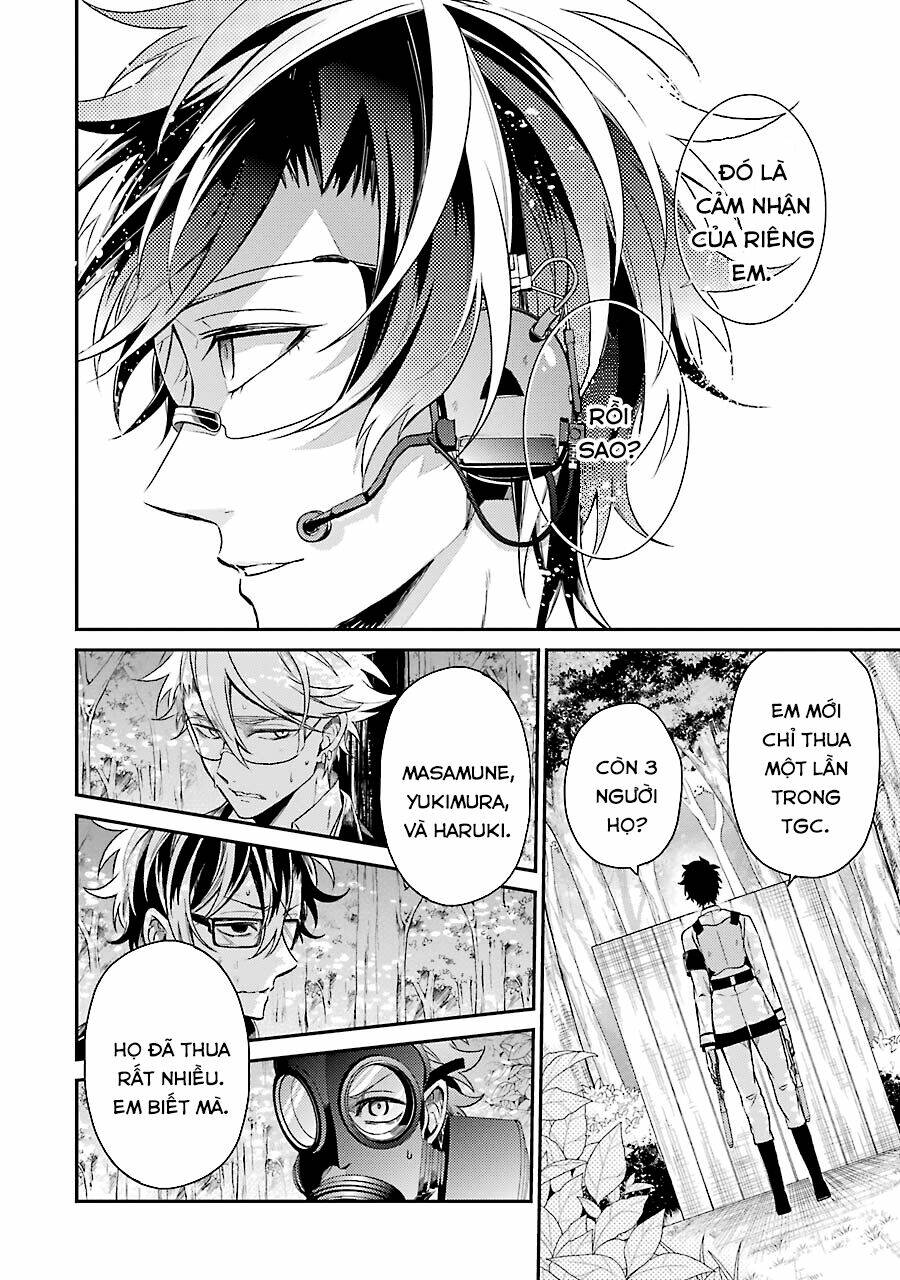 ĐÓ LÀ
CẢM NHẬN
CỦA RIÊNG
EM.
RỒI
SAO?
EM MỚI
CHỈ THUA
MỘT LẦN
TRONG
TGC.
CÒN 3
NGƯỜI
HỌ?
MASAMUNE,
YUKIMURA,
VÀ HARUKI.
HỌ ĐÃ THUA
RẤT NHIỀU.
EM BIẾT MÀ.